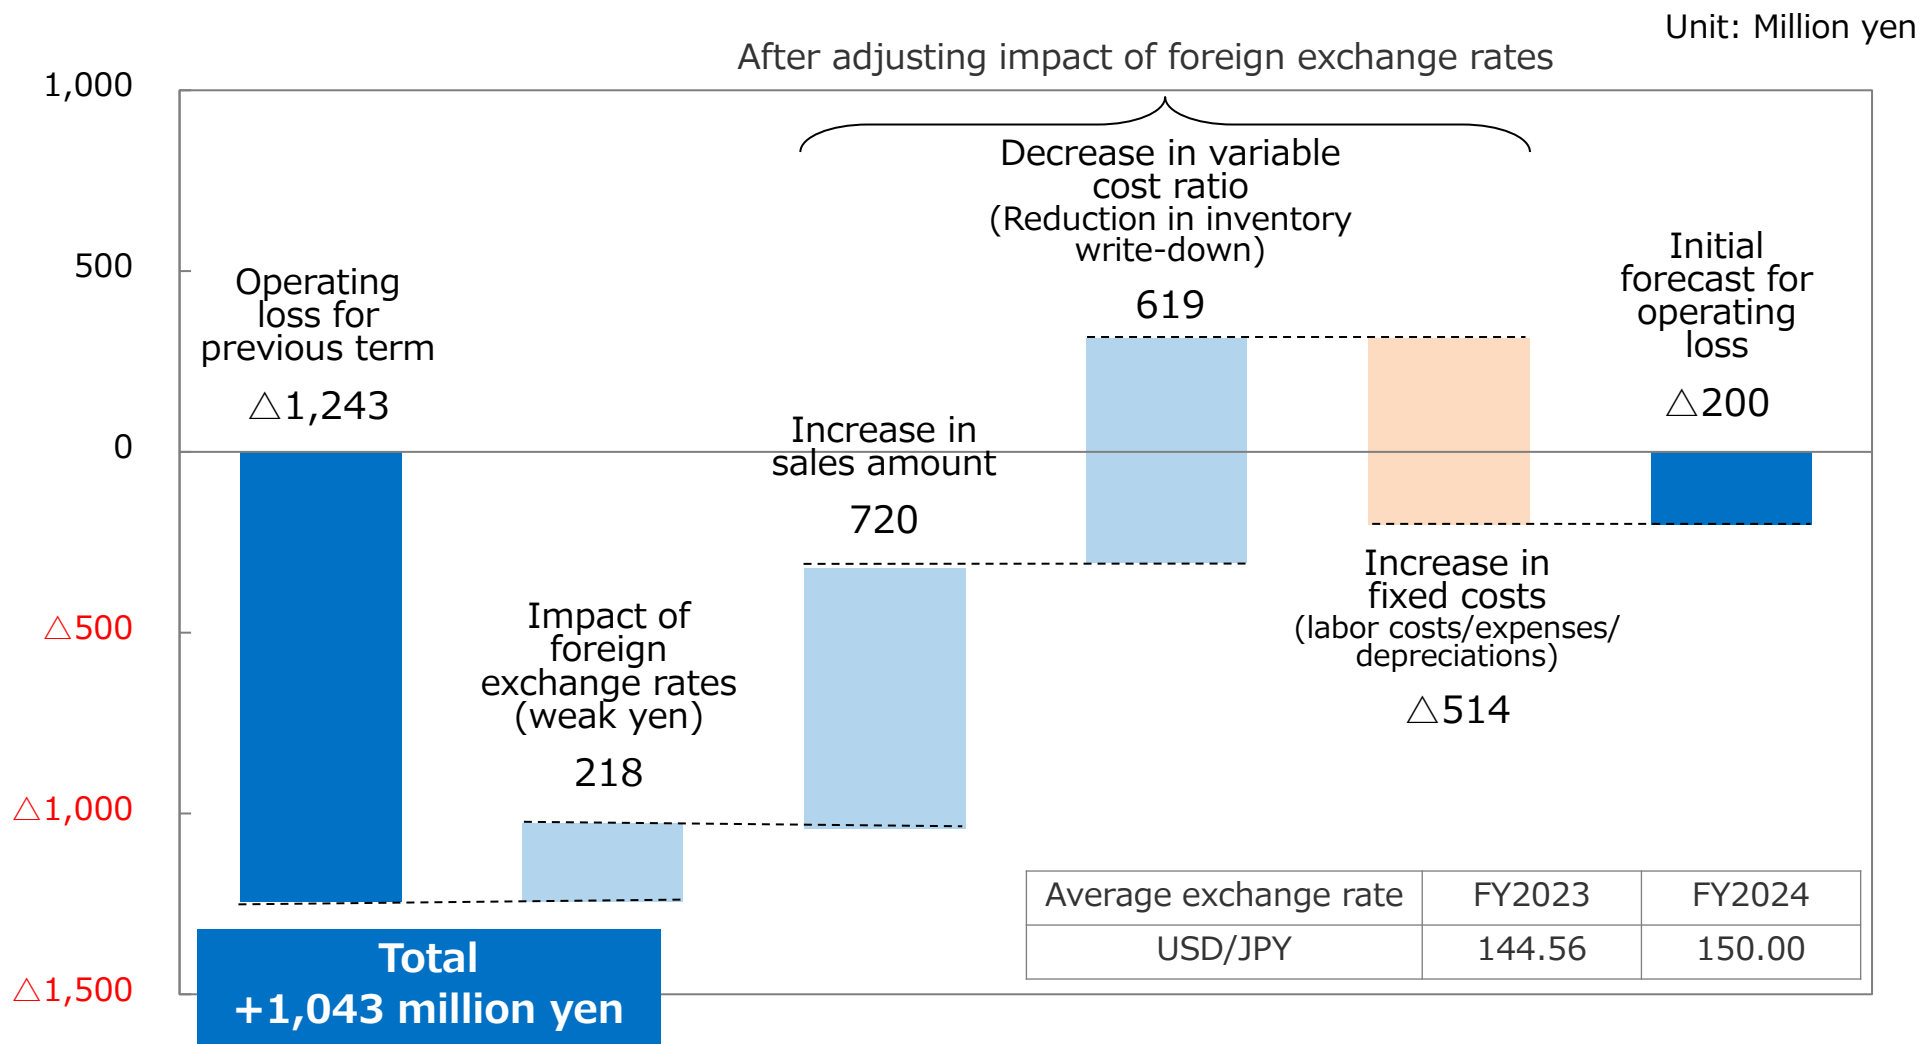 Unit: Million yen
After adjusting impact of foreign exchange rates
1,000
500
0
△500
△1,000
△1,500
Operating
loss for
previous term
△1,243
Impact of
foreign
exchange rates
(weak yen)
218
Increase in
sales amount
720
Decrease in variable
cost ratio
(Reduction in inventory
write-down)
619
Increase in
fixed costs
(labor costs/expenses/
depreciations)
△514
Initial
forecast for
operating
loss
△200
Total
+1,043 million yen
Average exchange rate FY2023 FY2024
USD/JPY 144.56 150.00